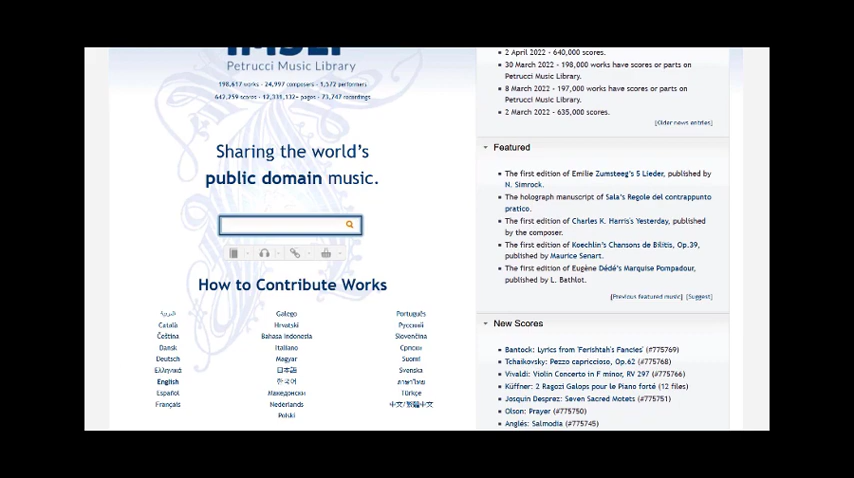 IMSLP
Petrucci Music Library
198,617 works - 24,997 composers - 1,572 performers
642,259 scores - 12,331,132+ pages - 73,747 recordings
Sharing the world's
public domain music.
How to Contribute Works
العربية
Català
Čeština
Dansk
Deutsch
Ελληνικά
English
Español
Français
Galego
Hrvatski
Bahasa Indonesia
Italiano
Magyar
日本語
한국어
Македонски
Nederlands
Polski
Português
Русский
Slovenčina
Српски
Suomi
Svenska
ภาษาไทย
Türkçe
中文/繁體中文
2 April 2022 - 640,000 scores.
30 March 2022 - 198,000 works have scores or parts on
Petrucci Music Library.
8 March 2022 - 197,000 works have scores or parts on
Petrucci Music Library.
2 March 2022 - 635,000 scores.
[Older news entries]
Featured
The first edition of Emilie Zumsteeg's 5 Lieder, published by
N. Simrock.
The holograph manuscript of Sala's Regole del contrappunto
pratico.
The first edition of Charles K. Harris's Yesterday, published
by the composer.
The first edition of Koechlin's Chansons de Bilitis, Op.39,
published by Maurice Senart.
The first edition of Eugène Dédé's Marquise Pompadour,
published by L. Bathlot.
[Previous featured music] [Suggest]
New Scores
Bantock: Lyrics from 'Ferishtah's Fancies' (#775769)
Tchaikovsky: Pezzo capriccioso, Op.62 (#775768)
Vivaldi: Violin Concerto in F minor, RV 297 (#775766)
Küffner: 2 Ragozi Galops pour le Piano forté (12 files)
Josquin Desprez: Seven Sacred Motets (#775751)
Olson: Prayer (#775750)
Anglés: Salmodia (#775745)